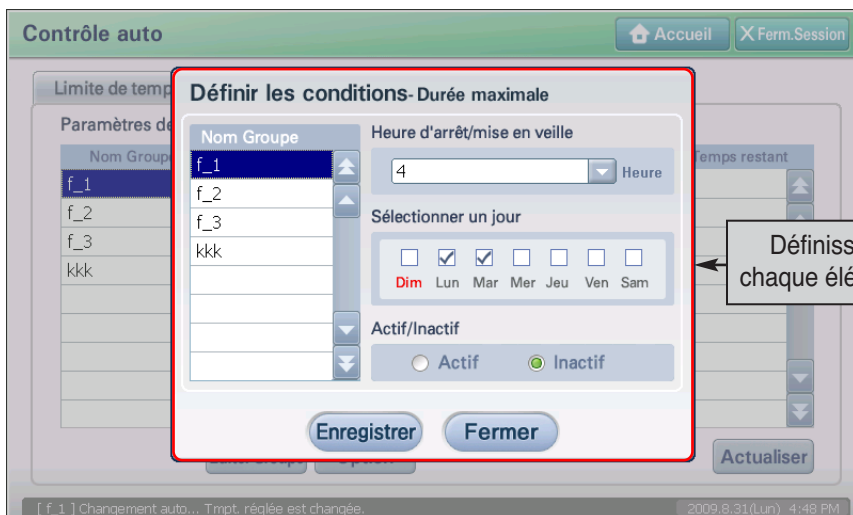 Contrôle auto
Accueil
X Ferm.Session
Limite de temp
Paramètres de
Nom Groupe
Temps restant
f_1
f_2
f_3
kkk
Définir les conditions- Durée maximale
Nom Groupe
f_1
f_2
f_3
kkk
Heure d'arrêt/mise en veille
4
Heure
Sélectionner un jour
Dim Lun Mar Mer Jeu Ven Sam
Actif/Inactif
Actif Inactif
Enregistrer
Fermer
Définiss
chaque élé
Actualiser
[ f_1 ] Changement auto... Tmpt. réglée est changée.
2009.8.31(Lun) 4:48 PM